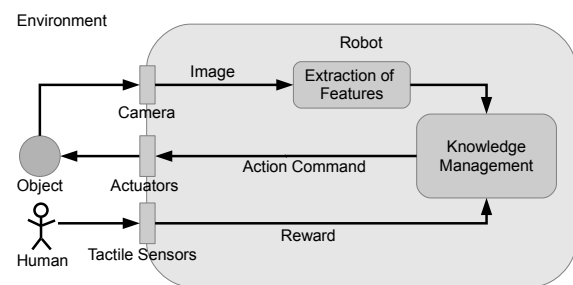 Environment
Robot
Image
Extraction of
Features
Camera
Knowledge
Management
Action Command
Object
Actuators
Reward
Human
Tactile Sensors